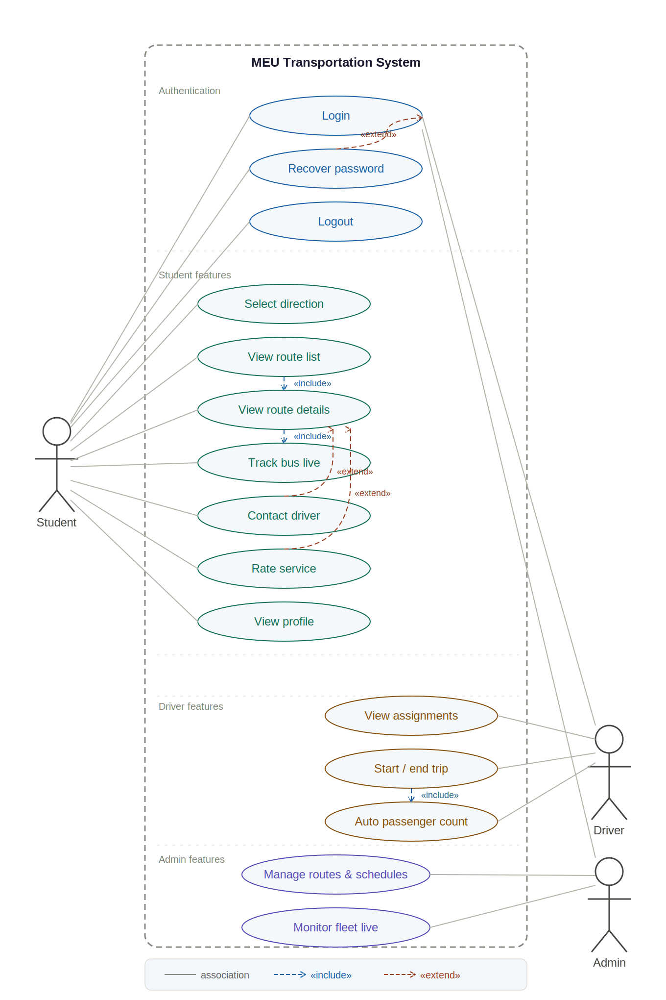 MEU Transportation System
Authentication
Login
«extend»
Recover password
Logout
Student features
Select direction
View route list
«include»
View route details
«include»
Track bus live
«extend»
«extend»
Contact driver
Student
Rate service
View profile
Driver features
View assignments
Start / end trip
«include»
Auto passenger count
Driver
Admin features
Manage routes & schedules
Monitor fleet live
Admin
association
«include»
«extend»